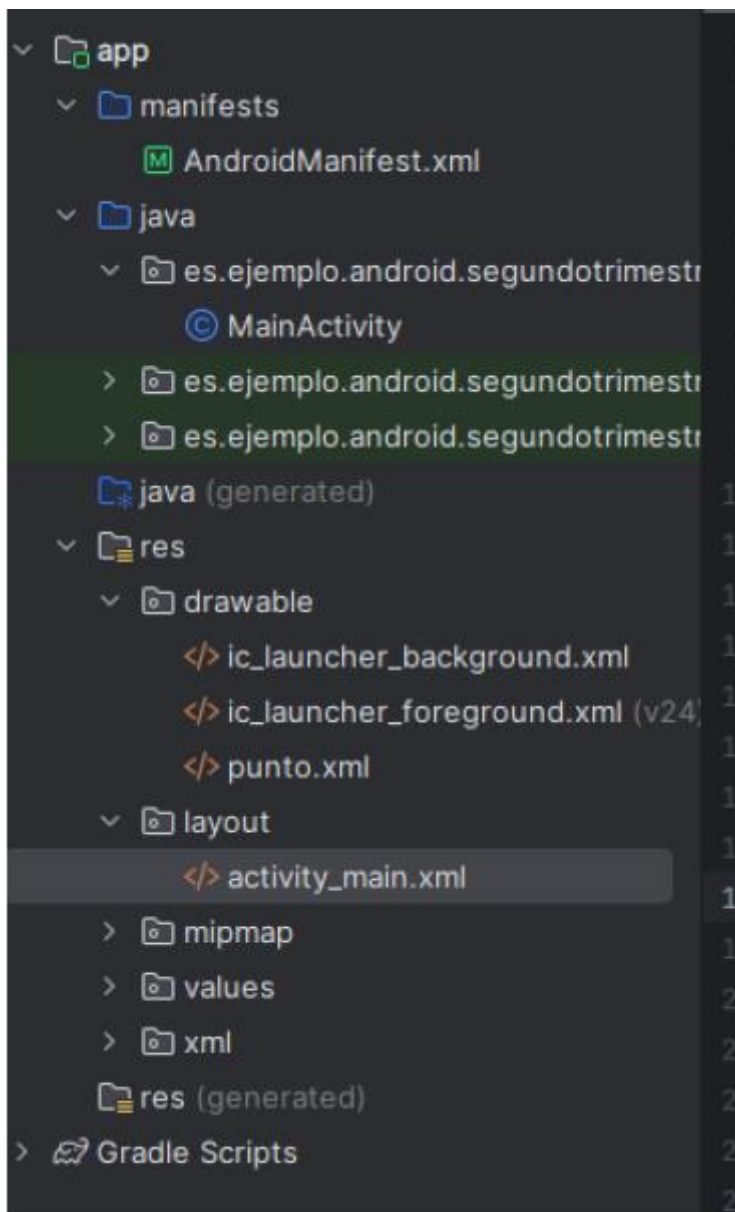 app
manifests
AndroidManifest.xml
java
es.ejemplo.android.segundotrimestr
MainActivity
es.ejemplo.android.segundotrimestr
es.ejemplo.android.segundotrimestr
java (generated)
res
drawable
ic_launcher_background.xml
ic_launcher_foreground.xml (v24)
punto.xml
layout
activity_main.xml
mipmap
values
xml
res (generated)
Gradle Scripts